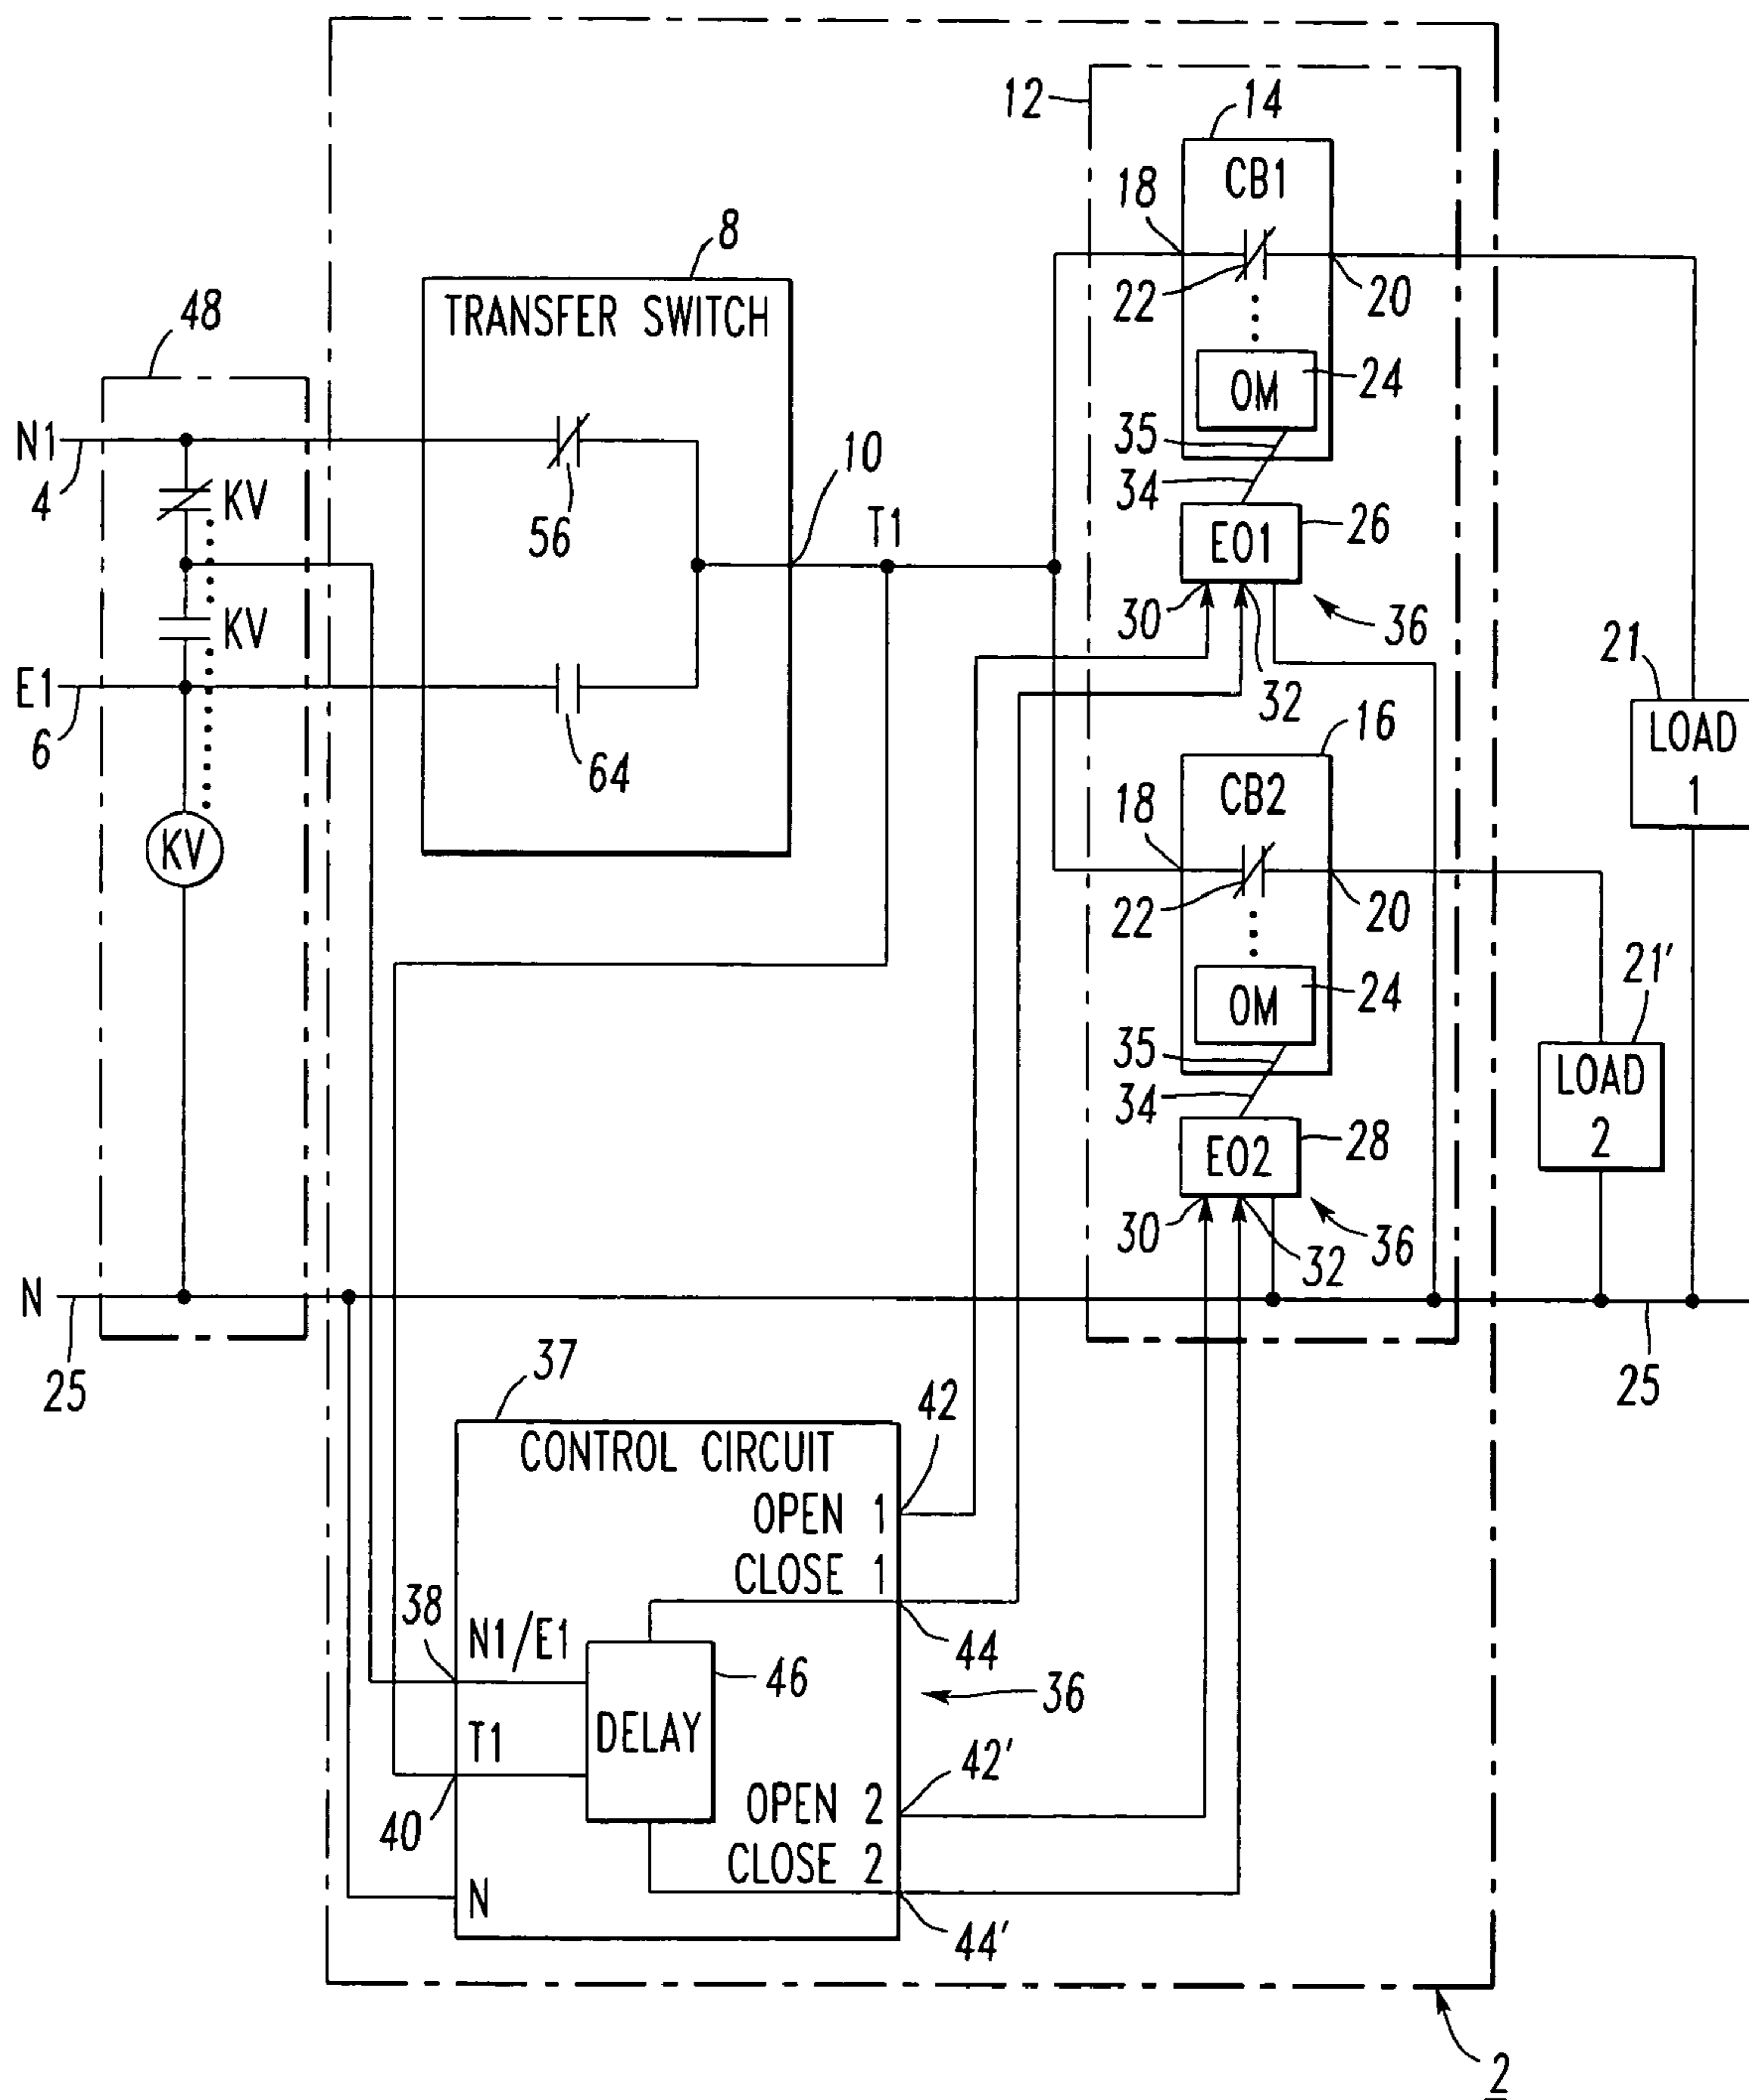 12
14
CB1
18
22
20
8
TRANSFER SWITCH
48
OM
24
N1
4
KV
56
10
T1
35
34
EO1
26
30
36
KV
E1
6
64
32
21
LOAD
1
16
CB2
18
KV
22
20
21'
OM
24
35
34
LOAD
2
EO2
28
30
32
36
N
25
25
37
CONTROL CIRCUIT
42
OPEN 1
CLOSE 1
38
N1/E1
44
46
36
DELAY
T1
42'
40
OPEN 2
CLOSE 2
N
44'
2